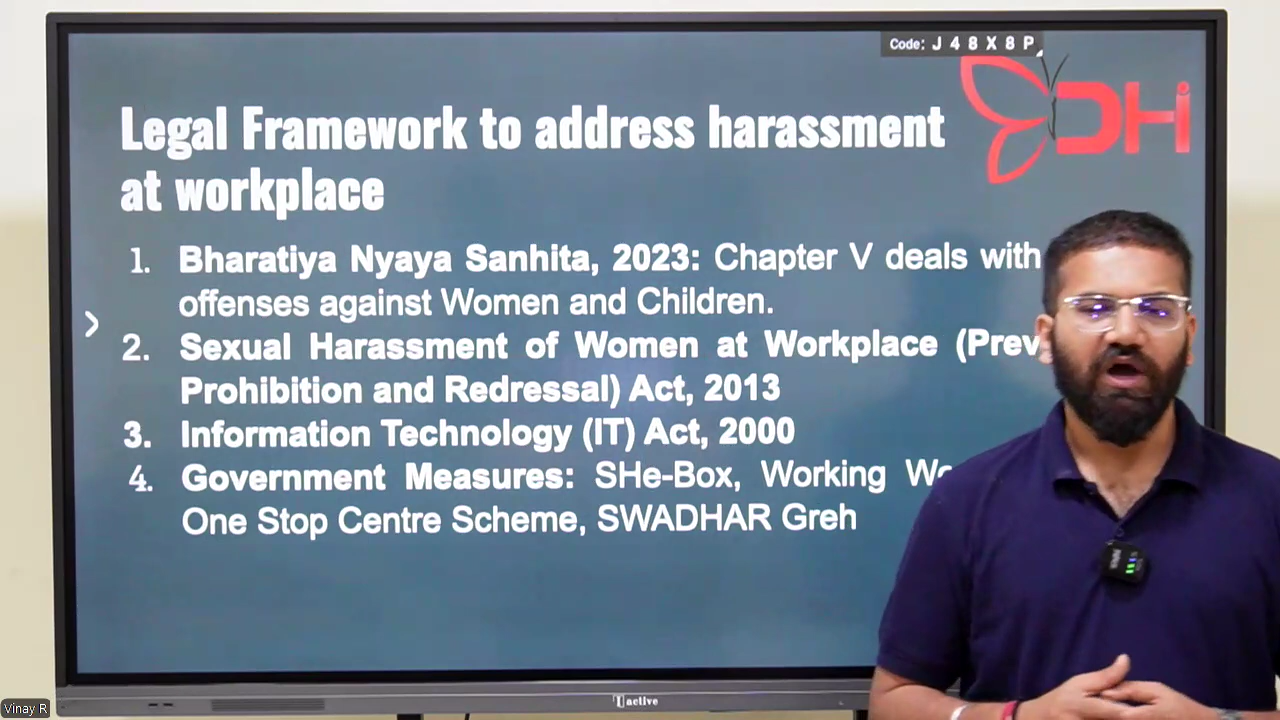 Code: J 4 8 X 8 P
DHi
Legal Framework to address harassment
at workplace
1. Bharatiya Nyaya Sanhita, 2023: Chapter V deals with
offenses against Women and Children.
2. Sexual Harassment of Women at Workplace (Prev
Prohibition and Redressal) Act, 2013
3. Information Technology (IT) Act, 2000
4. Government Measures: SHe-Box, Working Wo
One Stop Centre Scheme, SWADHAR Greh
active
Vinay R